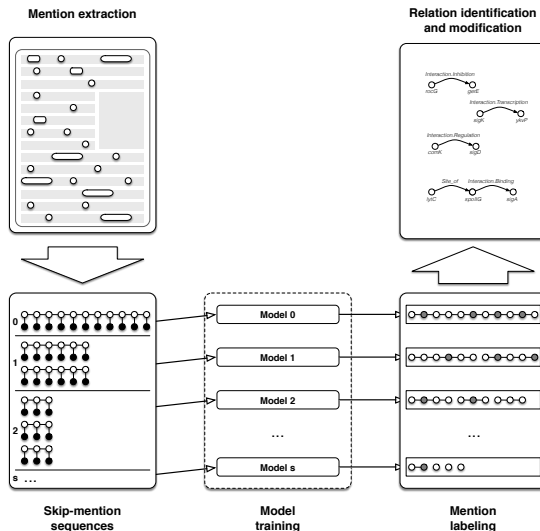 Mention extraction
Relation identification
and modification
Interaction.Inhibition
rocG
gerE
Interaction.Transcription
sigK
ykvP
Interaction.Regulation
comK
sigD
Site_of
Interaction.Binding
lytC
spoIIG
sigA
0
Model 0
1
Model 1
2
Model 2
...
...
s ...
Model s
Skip-mention
sequences
Model
training
Mention
labeling